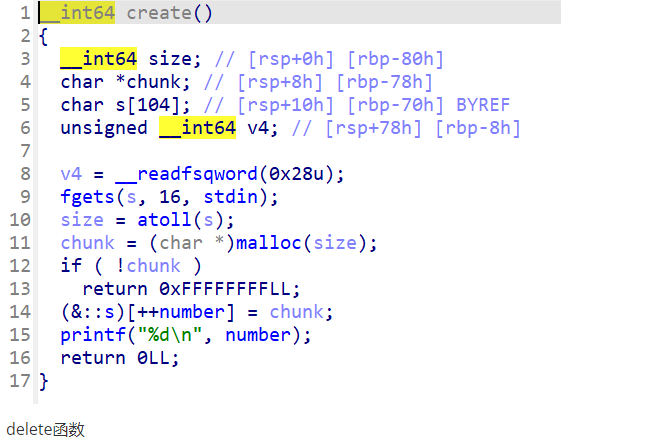 1 __int64 create()
2 {
3   __int64 size; // [rsp+0h] [rbp-80h]
4   char *chunk; // [rsp+8h] [rbp-78h]
5   char s[104]; // [rsp+10h] [rbp-70h] BYREF
6   unsigned __int64 v4; // [rsp+78h] [rbp-8h]
7
8   v4 = __readfsqword(0x28u);
9   fgets(s, 16, stdin);
10   size = atoll(s);
11   chunk = (char *)malloc(size);
12   if ( !chunk )
13     return 0xFFFFFFFFLL;
14   (&::s)[++number] = chunk;
15   printf("%d\n", number);
16   return 0LL;
17 }
delete函数